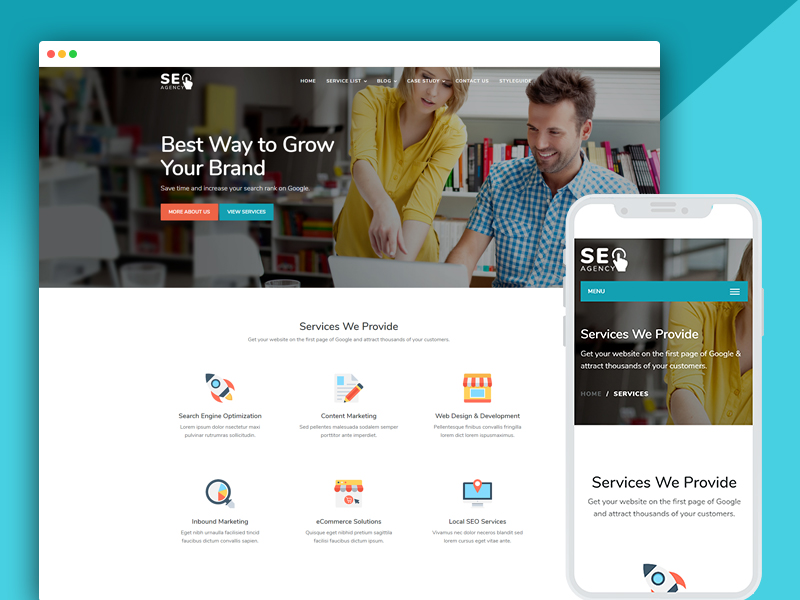 SEO
AGENCY
HOME SERVICE LIST BLOG CASE STUDY CONTACT US STYLEGUIDE
Best Way to Grow
Your Brand
Save time and increase your search rank on Google.
MORE ABOUT US VIEW SERVICES
Services We Provide
Get your website on the first page of Google and attract thousands of your customers.
Search Engine Optimization
Lorem ipsum dolor nsectetur maxi
pulvinar rutrumras sollicitudin.
Content Marketing
Sed pellentes malesuada sodalem semper
porttitor ante imperdiet.
Web Design & Development
Pellentesque finibus convallis fringilla
lorem dict lorem ispusmaximus.
Inbound Marketing
Eget nibh urnulla facilised tincid
faucibus dictum convallis sapien.
eCommerce Solutions
Quisque eget nibhid pretium sagittila
facilisi faucibu dictum ipsum.
Local SEO Services
Vivamus nec dolor neceros blandit sed
lorem cursus eget vitae ante.
SEO
AGENCY
MENU
Services We Provide
Get your website on the first page of Google &
attract thousands of your customers.
HOME / SERVICES
Services We Provide
Get your website on the first page of Google
and attract thousands of your customers.